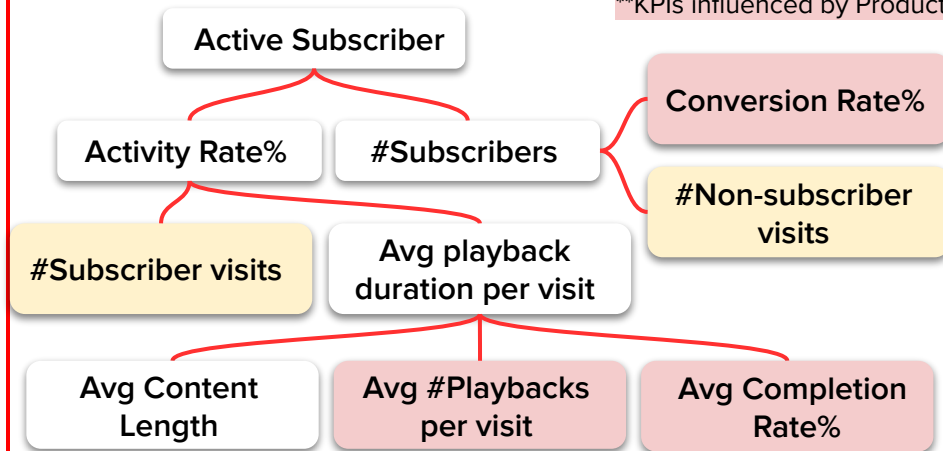 **KPIs Influenced by Product
Active Subscriber
Conversion Rate%
Activity Rate%
#Subscribers
#Non-subscriber
visits
#Subscriber visits
Avg playback
duration per visit
Avg Content
Length
Avg #Playbacks
per visit
Avg Completion
Rate%